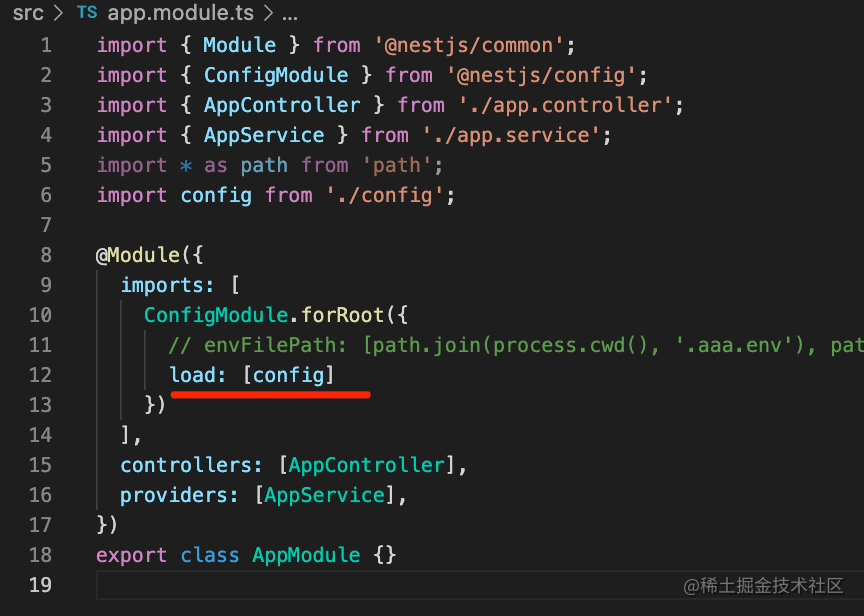 src > TS app.module.ts > ...
1 import { Module } from '@nestjs/common';
2 import { ConfigModule } from '@nestjs/config';
3 import { AppController } from './app.controller';
4 import { AppService } from './app.service';
5 import * as path from 'path';
6 import config from './config';
7
8 @Module({
9   imports: [
10     ConfigModule.forRoot({
11       // envFilePath: [path.join(process.cwd(), '.aaa.env'), pat
12       load: [config]
13     })
14   ],
15   controllers: [AppController],
16   providers: [AppService],
17 })
18 export class AppModule {}
19
@稀土掘金技术社区